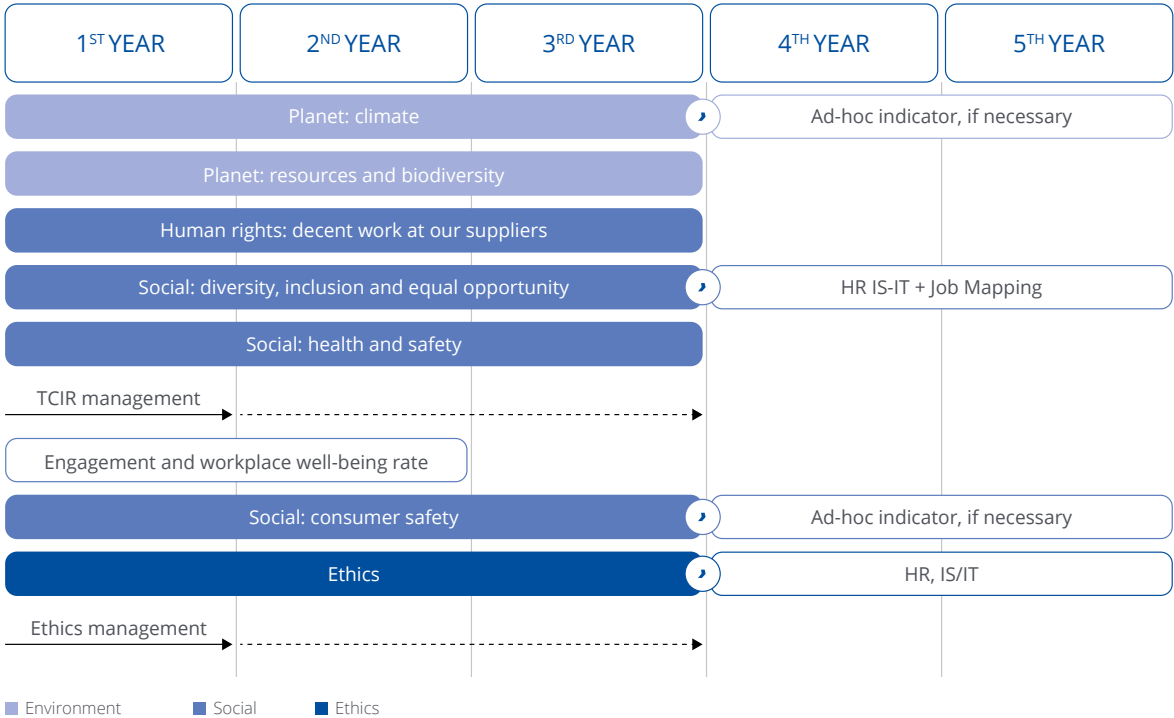 1ST YEAR 2ND YEAR 3RD YEAR 4TH YEAR 5TH YEAR
Planet: climate Ad-hoc indicator, if necessary
Planet: resources and biodiversity
Human rights: decent work at our suppliers
Social: diversity, inclusion and equal opportunity HR IS-IT + Job Mapping
Social: health and safety
TCIR management
Engagement and workplace well-being rate
Social: consumer safety Ad-hoc indicator, if necessary
Ethics HR, IS/IT
Ethics management
Environment Social Ethics